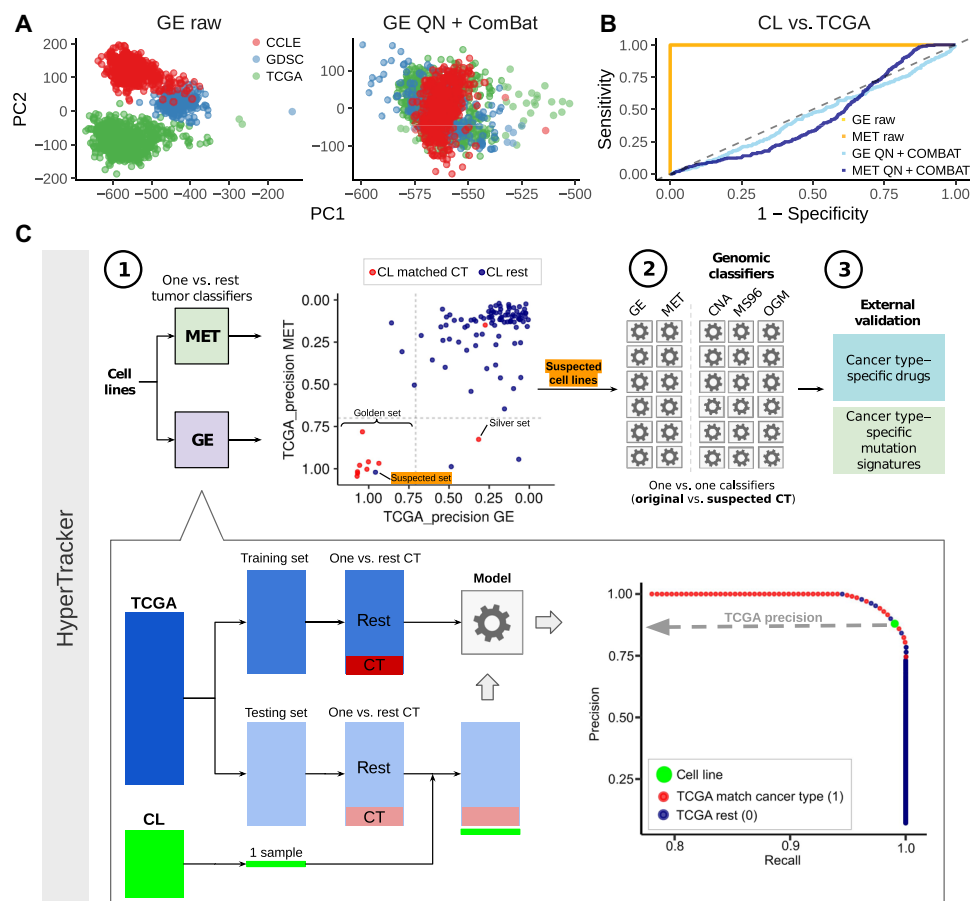 A
GE raw
GE QN + ComBat
CCLE
GDSC
TCGA
PC2
200
100
0
−100
−200
−600 −500 −400 −300 −200
100
0
−100
−600 −575 −550 −525 −500
PC1
B
CL vs. TCGA
Sensitivity
1.00
0.75
0.50
0.25
0.00
GE raw
MET raw
GE QN + COMBAT
MET QN + COMBAT
0.00 0.25 0.50 0.75 1.00
1 − Specificity
C
HyperTracker
1
One vs. rest
tumor classifiers
MET
Cell
lines
GE
CL matched CT
CL rest
TCGA_precision MET
0.00
0.25
0.50
0.75
1.00
Golden set
Silver set
Suspected set
1.00 0.75 0.50 0.25 0.00
TCGA_precision GE
Suspected
cell lines
2
Genomic
classifiers
GE MET CNA MS96 OGM
One vs. one calssifiers
(original vs. suspected CT)
3
External
validation
Cancer type–
specific drugs
Cancer type–
specific
mutation
signatures
Training set
One vs. rest CT
Model
TCGA
Rest
CT
Testing set
One vs. rest CT
Rest
CT
CL
1 sample
Precision
1.00
0.75
0.50
0.25
TCGA precision
Cell line
TCGA match cancer type (1)
TCGA rest (0)
0.8 0.9 1.0
Recall